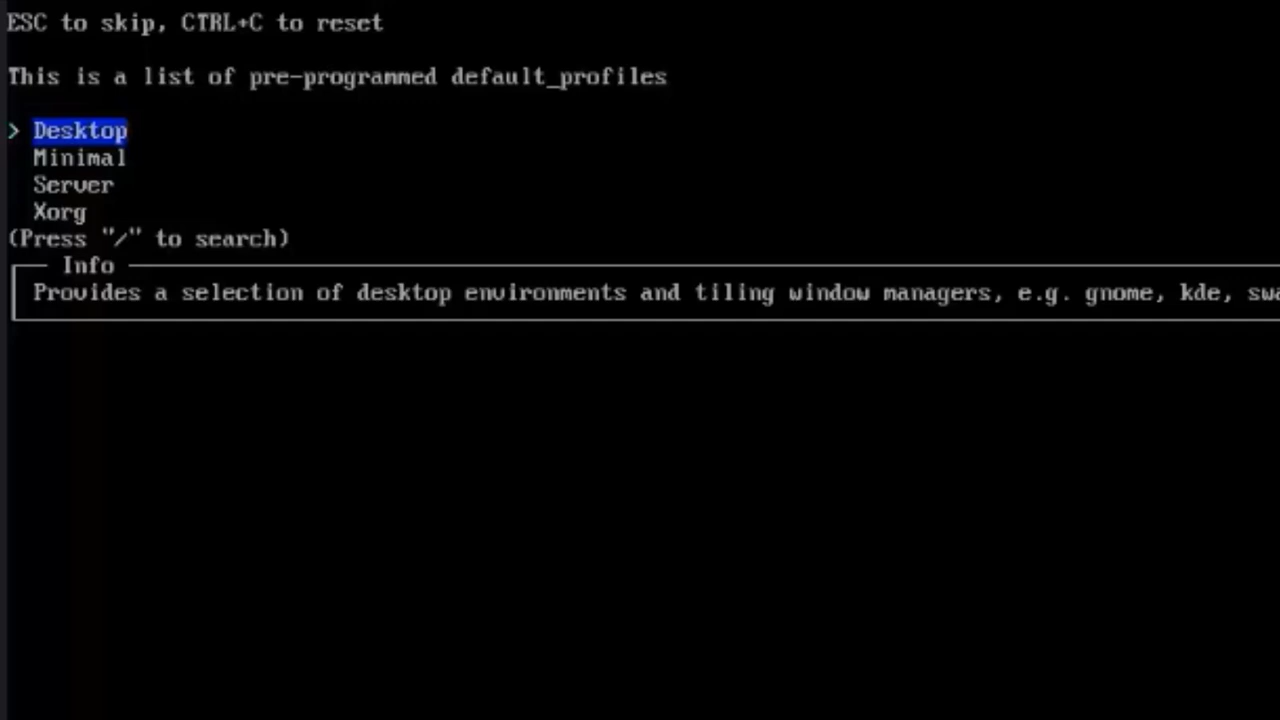 ESC to skip, CTRL+C to reset
This is a list of pre-programmed default_profiles
> Desktop
Minimal
Server
Xorg
(Press "/" to search)
Info
Provides a selection of desktop environments and tiling window managers, e.g. gnome, kde,